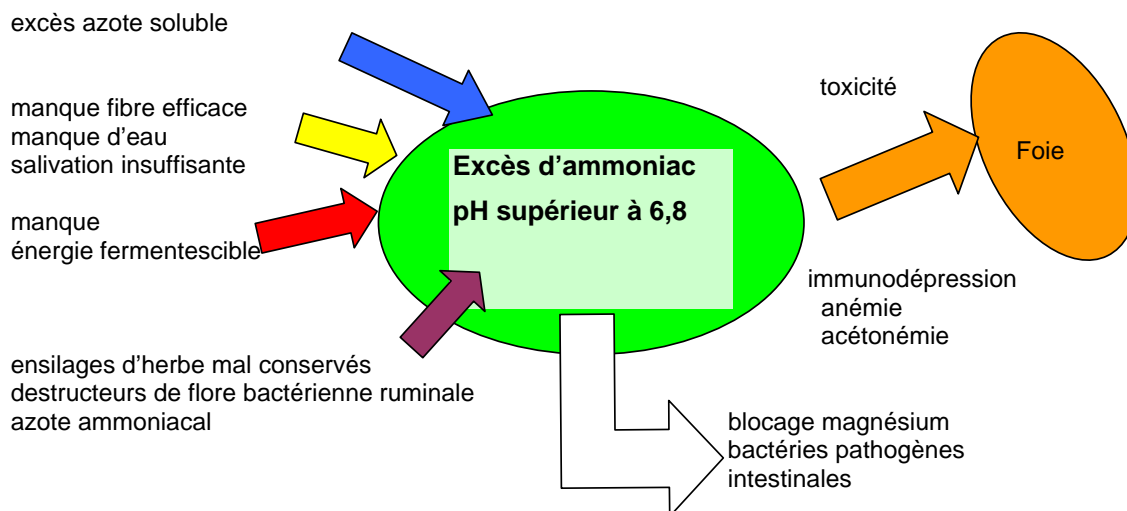 excès azote soluble
manque fibre efficace
manque d'eau
salivation insuffisante
manque
énergie fermentescible
ensilages d'herbe mal conservés
destructeurs de flore bactérienne ruminale
azote ammoniacal
Excès d'ammoniac
pH supérieur à 6,8
toxicité
Foie
immunodépression
anémie
acétonémie
blocage magnésium
bactéries pathogènes
intestinales